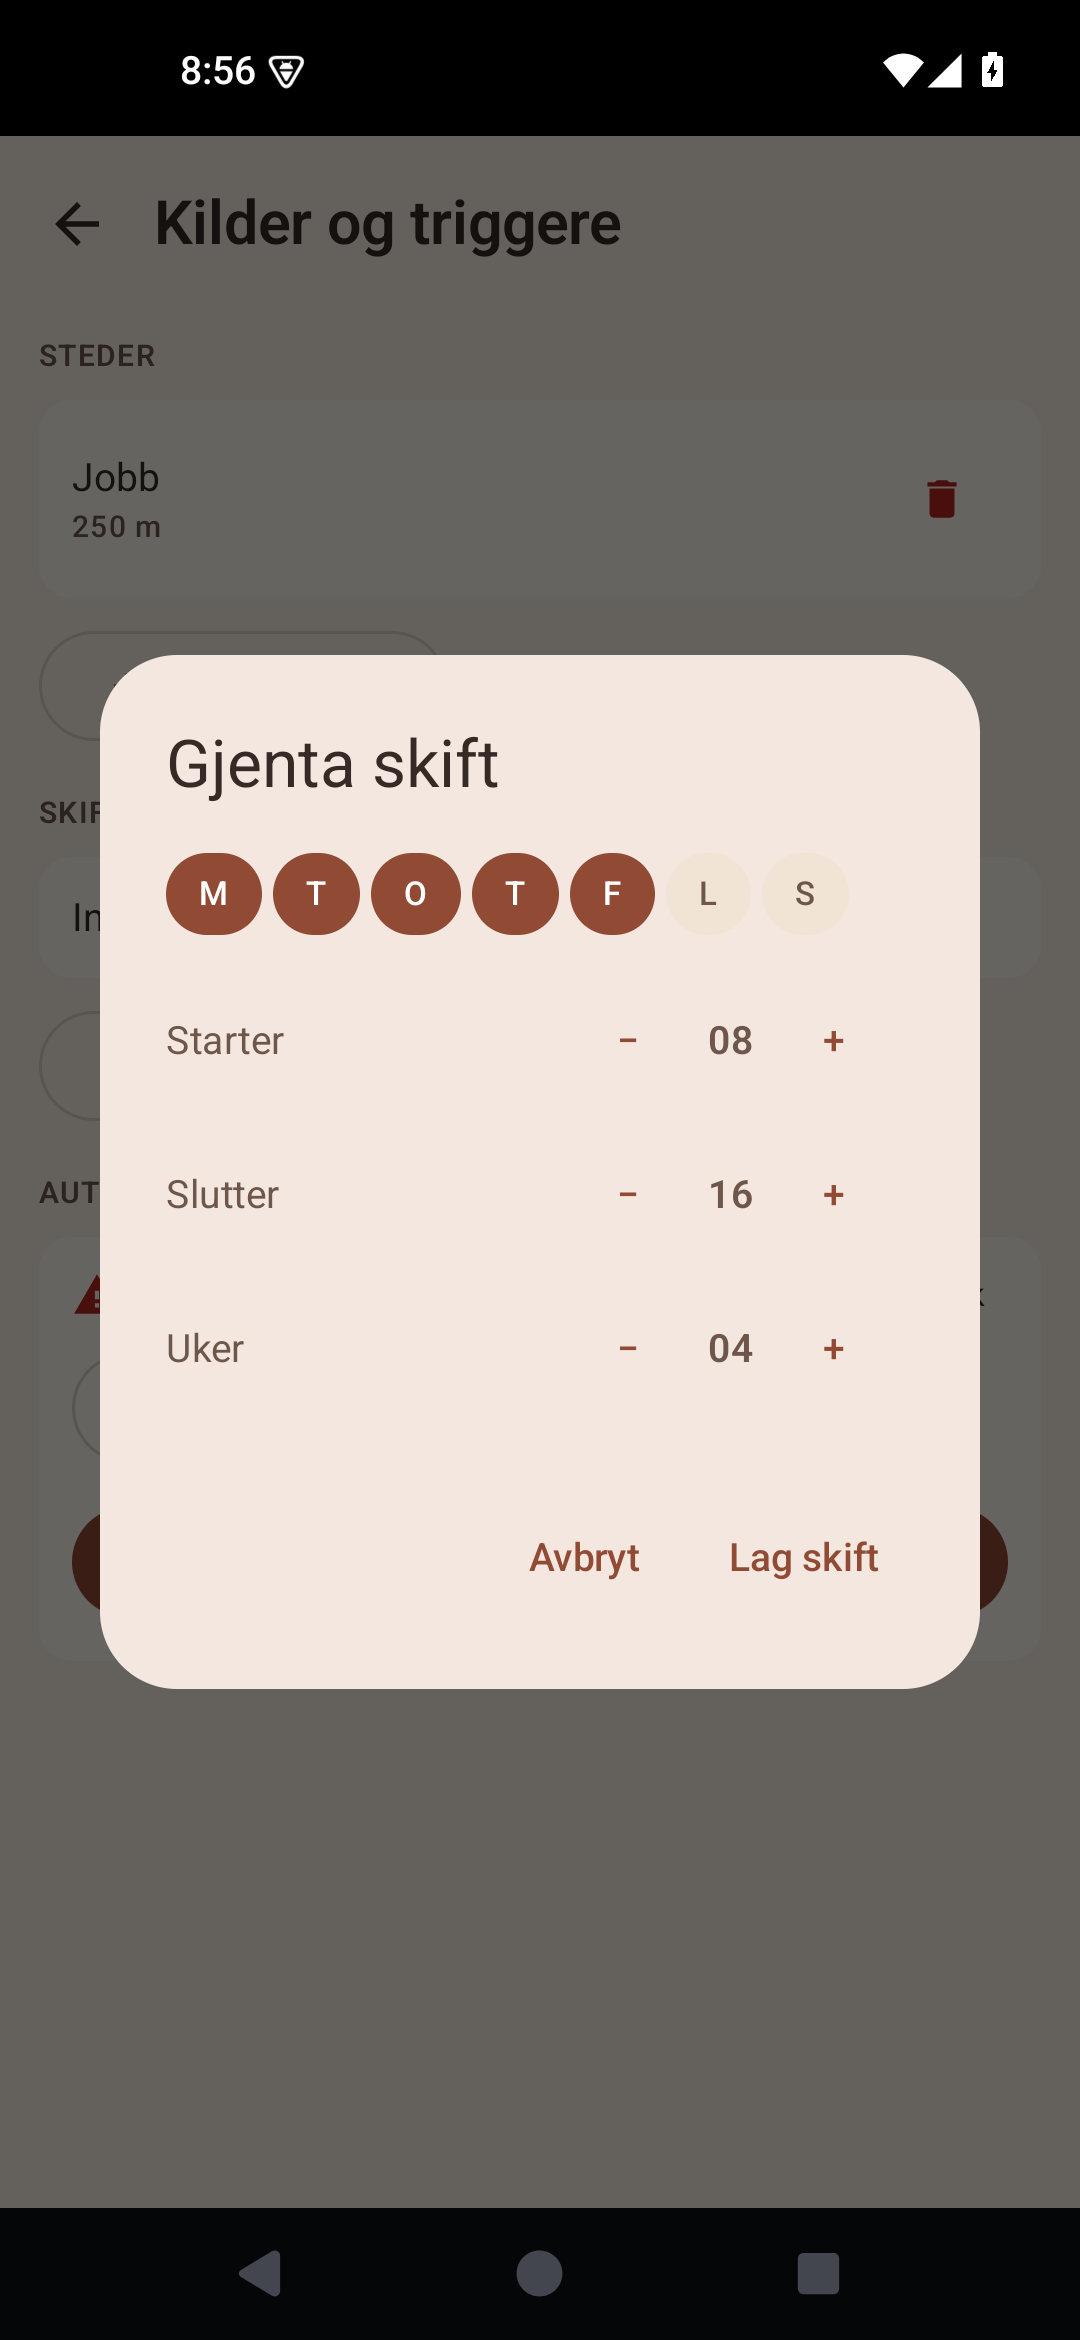 8:56
Kilder og triggere
STEDER
Jobb
250 m
Gjenta skift
M T O T F L S
Starter − 08 +
Slutter − 16 +
Uker − 04 +
Avbryt Lag skift